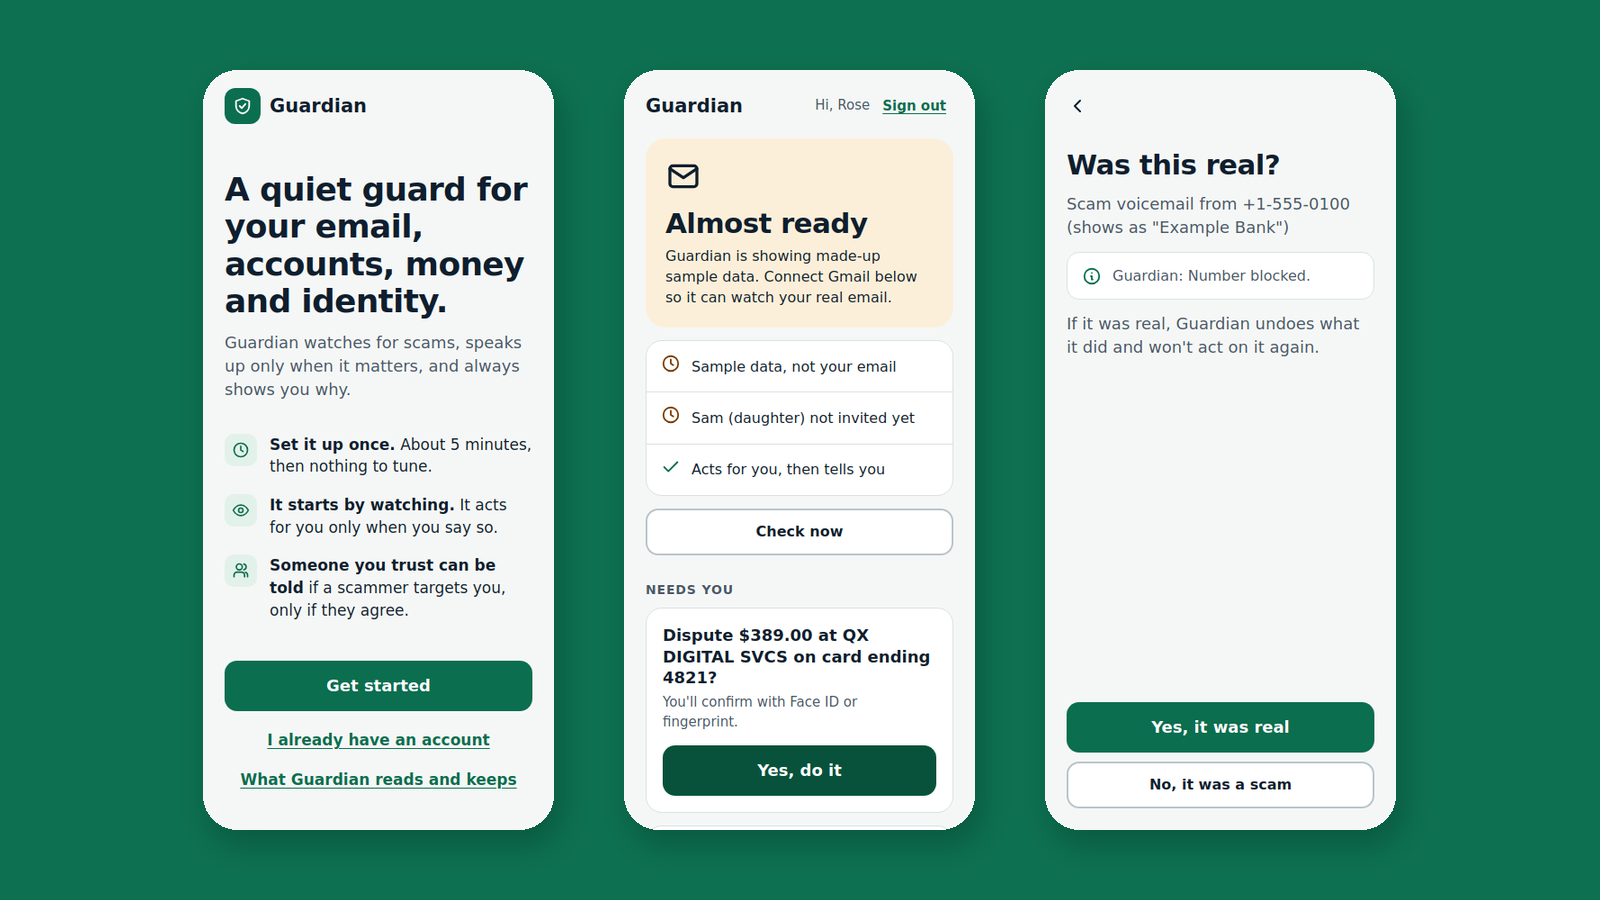 Guardian
A quiet guard for
your email,
accounts, money
and identity.
Guardian watches for scams, speaks
up only when it matters, and always
shows you why.
Set it up once. About 5 minutes,
then nothing to tune.
It starts by watching. It acts
for you only when you say so.
Someone you trust can be
told if a scammer targets you,
only if they agree.
Get started
I already have an account
What Guardian reads and keeps
Guardian
Hi, Rose
Sign out
Almost ready
Guardian is showing made-up
sample data. Connect Gmail below
so it can watch your real email.
Sample data, not your email
Sam (daughter) not invited yet
Acts for you, then tells you
Check now
NEEDS YOU
Dispute $389.00 at QX
DIGITAL SVCS on card ending
4821?
You'll confirm with Face ID or
fingerprint.
Yes, do it
Was this real?
Scam voicemail from +1-555-0100
(shows as "Example Bank")
Guardian: Number blocked.
If it was real, Guardian undoes what
it did and won't act on it again.
Yes, it was real
No, it was a scam